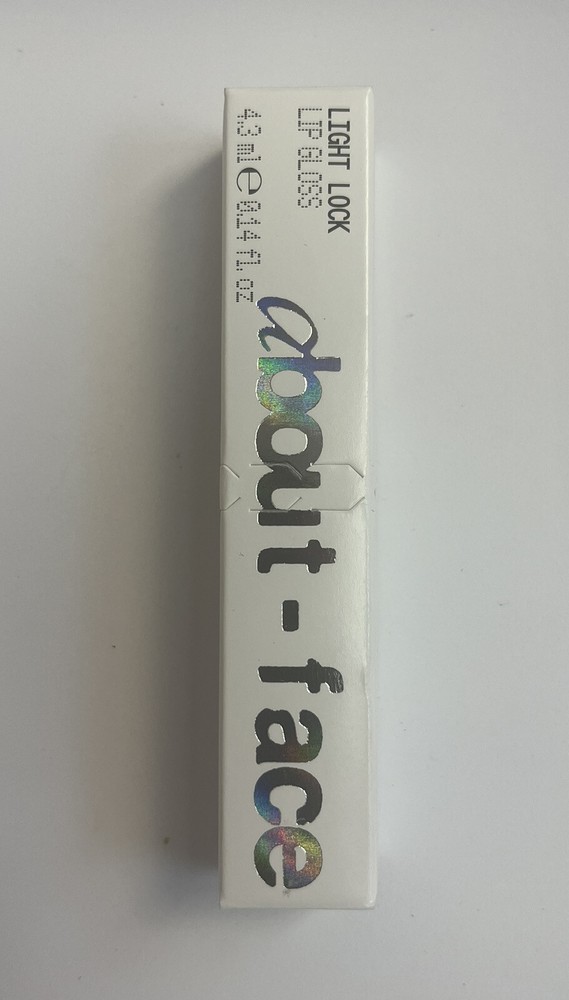 LIGHT LOCK
LIP GLOSS
4.3 ml e 0.14 fl. oz
about-face